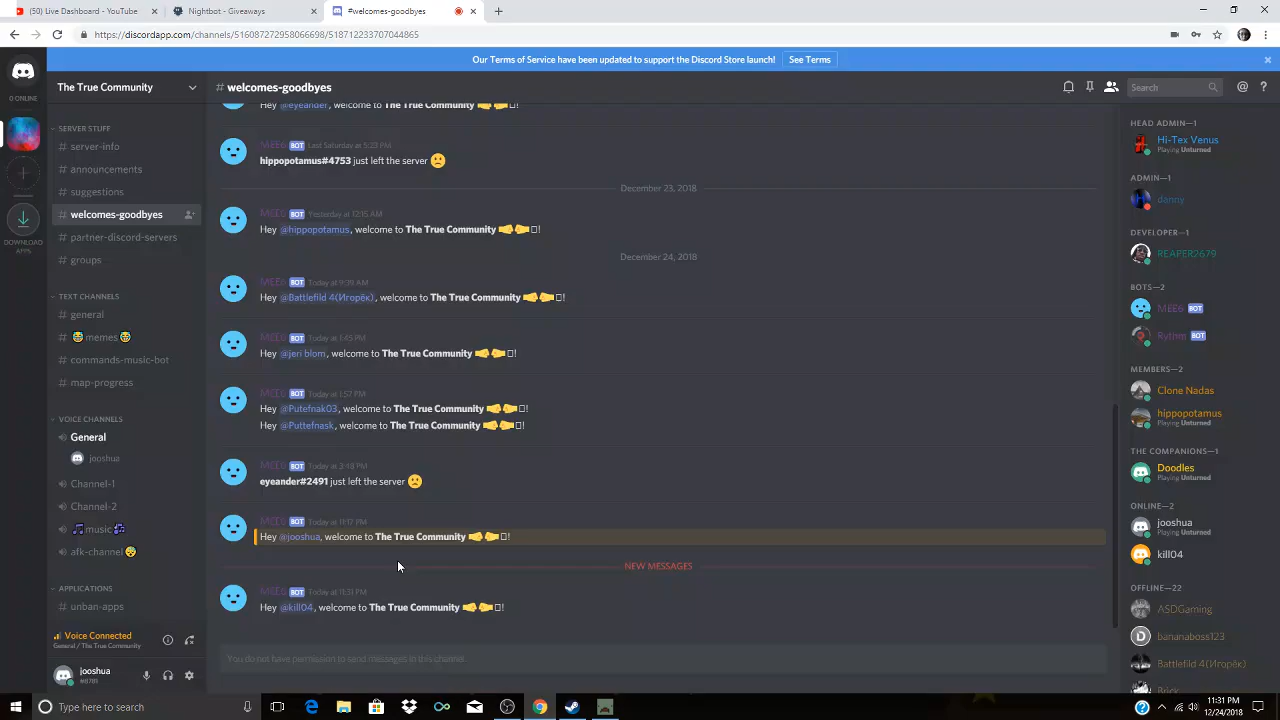 (50) Live Dashboard - YouTube
Nightbot - Giveaways
#welcomes-goodbyes
https://discordapp.com/channels/516087272958066698/518712233707044865
Our Terms of Service have been updated to support the Discord Store launch!
See Terms
0 ONLINE
DOWNLOAD
APPS
The True Community
SERVER STUFF
# server-info
# announcements
# suggestions
# welcomes-goodbyes
# partner-discord-servers
# groups
TEXT CHANNELS
# general
# 😂 memes 😂
# commands-music-bot
# map-progress
VOICE CHANNELS
General
jooshua
Channel-1
Channel-2
🎵 music 🎶
afk-channel 😴
APPLICATIONS
# unban-apps
Voice Connected
General / The True Community
jooshua
# welcomes-goodbyes
Search
Hey @eyeander, welcome to The True Community 🤜🤛!
MEE6 BOT Last Saturday at 5:23 PM
hippopotamus#4753 just left the server 🙁
December 23, 2018
MEE6 BOT Yesterday at 12:15 AM
Hey @hippopotamus, welcome to The True Community 🤜🤛!
December 24, 2018
MEE6 BOT Today at 9:39 AM
Hey @Battlefild 4(Игорёк), welcome to The True Community 🤜🤛!
MEE6 BOT Today at 1:45 PM
Hey @jeri blom, welcome to The True Community 🤜🤛!
MEE6 BOT Today at 1:57 PM
Hey @Putefnak03, welcome to The True Community 🤜🤛!
Hey @Puttefnask, welcome to The True Community 🤜🤛!
MEE6 BOT Today at 3:48 PM
eyeander#2491 just left the server 🙁
MEE6 BOT Today at 11:17 PM
Hey @jooshua, welcome to The True Community 🤜🤛!
NEW MESSAGES
MEE6 BOT Today at 11:31 PM
Hey @kill04, welcome to The True Community 🤜🤛!
You do not have permission to send messages in this channel.
HEAD ADMIN—1
Hi-Tex Venus
Playing Unturned
ADMIN—1
danny
DEVELOPER—1
REAPER2679
BOTS—2
MEE6 BOT
Rythm BOT
MEMBERS—2
Clone Nadas
hippopotamus
Playing Unturned
THE COMPANIONS—1
Doodles
Playing Unturned
ONLINE—2
jooshua
kill04
OFFLINE—22
ASDGaming
bananaboss123
Battlefild 4(Игорёк)
Brick
Type here to search
11:31 PM
12/24/2018